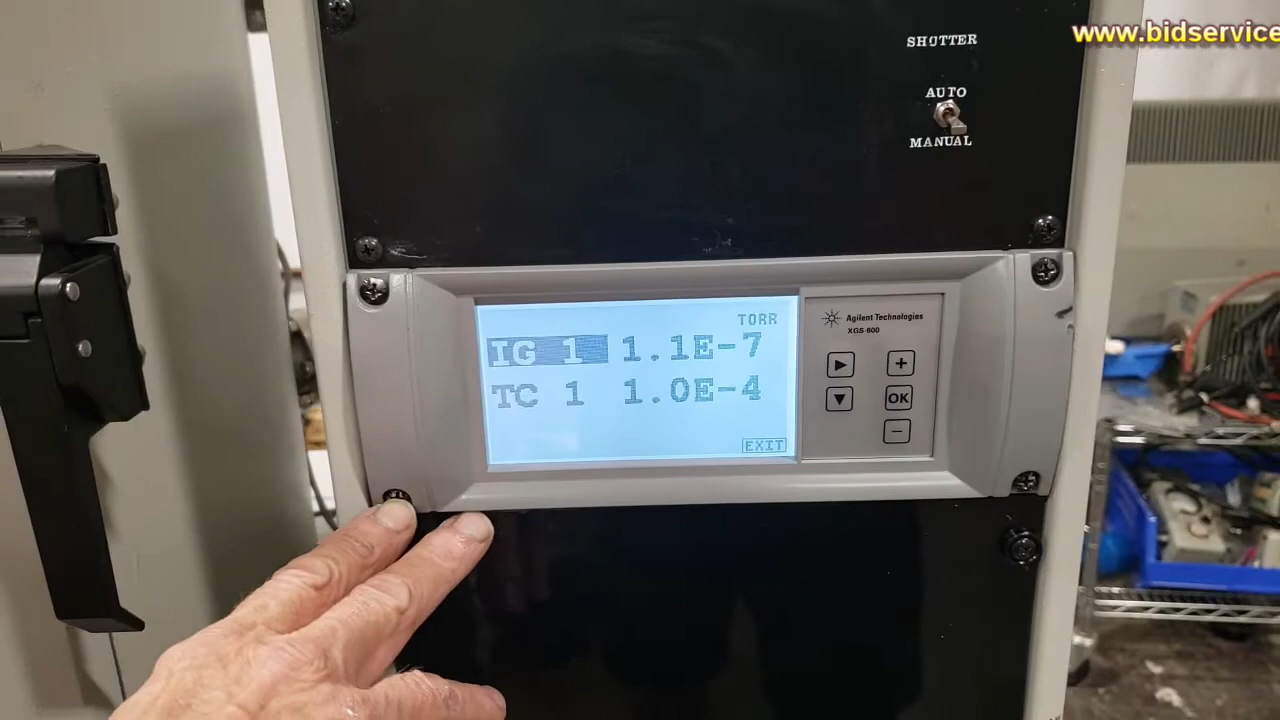 www.bidservice
SHUTTER
AUTO
MANUAL
TORR
IG 1 1.1E-7
TC 1 1.0E-4
EXIT
Agilent Technologies
XGS-600
OK